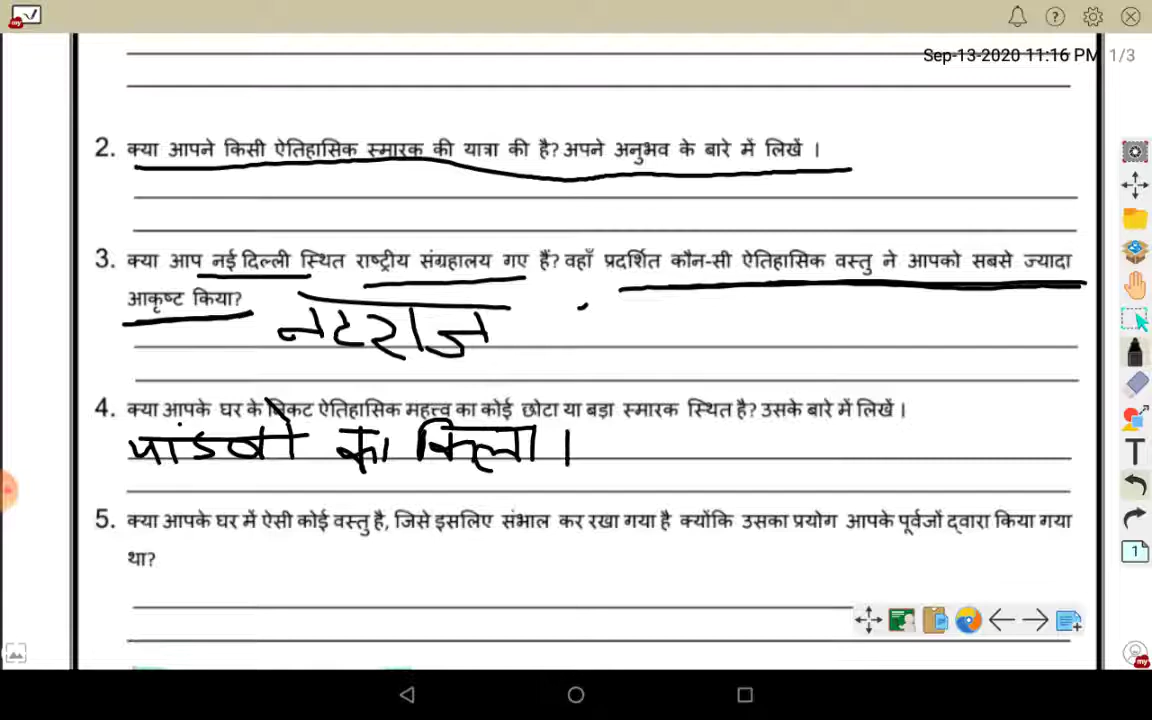 Sep-13-2020 11:16 PM 1/3
2. क्या आपने किसी ऐतिहासिक स्मारक की यात्रा की है? अपने अनुभव के बारे में लिखें ।
3. क्या आप नई दिल्ली स्थित राष्ट्रीय संग्रहालय गए हैं? वहाँ प्रदर्शित कौन-सी ऐतिहासिक वस्तु ने आपको सबसे ज्यादा
आकृष्ट किया?
नटराज
4. क्या आपके घर के निकट ऐतिहासिक महत्त्व का कोई छोटा या बड़ा स्मारक स्थित है? उसके बारे में लिखें ।
पांडवो का किला ।
5. क्या आपके घर में ऐसी कोई वस्तु है, जिसे इसलिए संभाल कर रखा गया है क्योंकि उसका प्रयोग आपके पूर्वजों द्वारा किया गया
था?
T
1